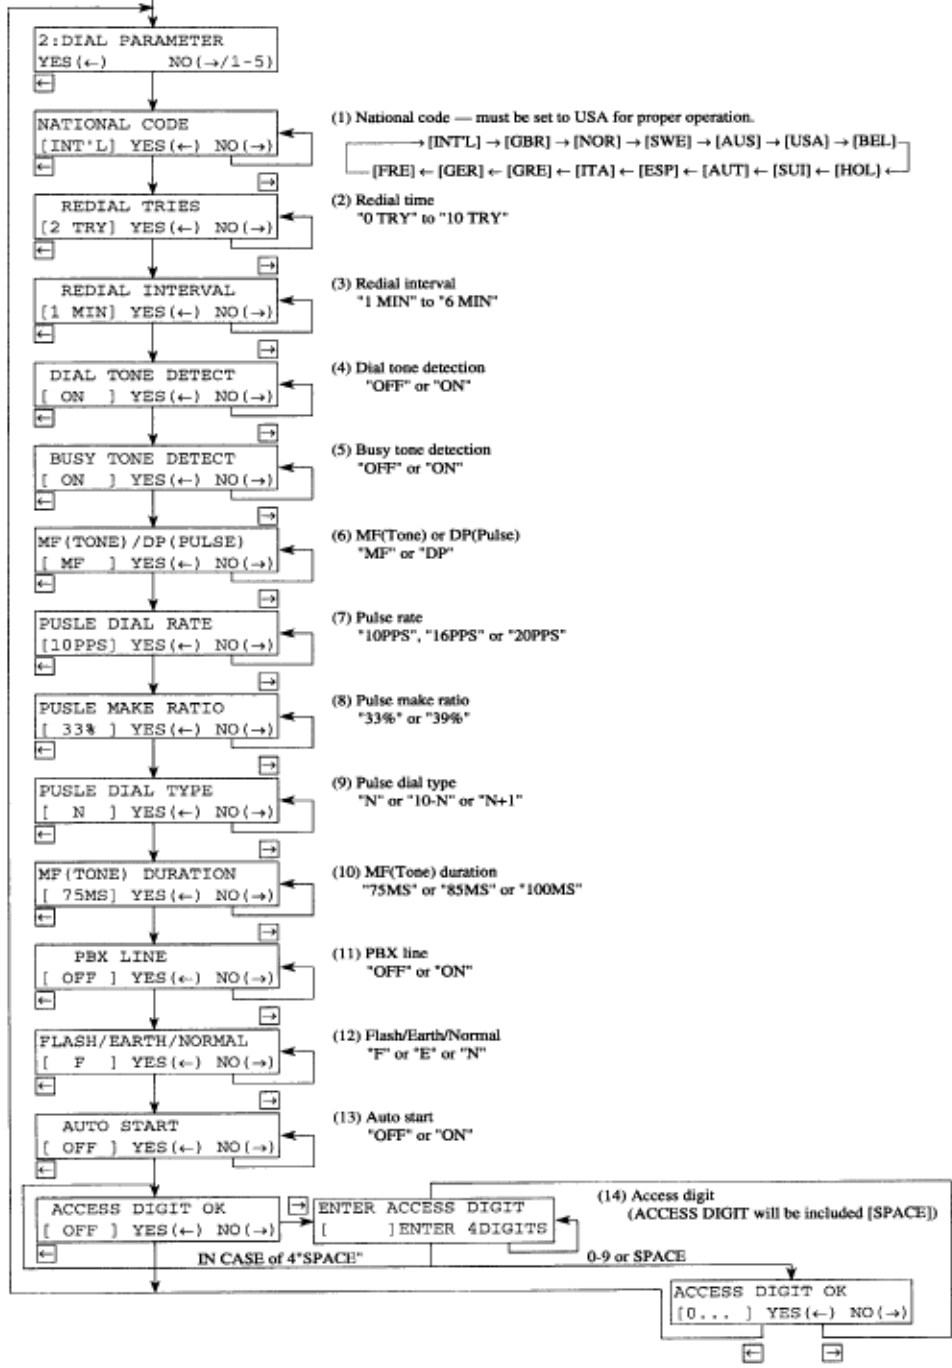 2:DIAL PARAMETER
YES(←) NO(→/1-5)
←
NATIONAL CODE
[INT'L] YES(←) NO(→)
←
→
(1) National code — must be set to USA for proper operation.
→ [INT'L] → [GBR] → [NOR] → [SWE] → [AUS] → [USA] → [BEL]
[FRE] ← [GER] ← [GRE] ← [ITA] ← [ESP] ← [AUT] ← [SUI] ← [HOL] ←
REDIAL TRIES
[2 TRY] YES(←) NO(→)
←
→
(2) Redial time
"0 TRY" to "10 TRY"
REDIAL INTERVAL
[1 MIN] YES(←) NO(→)
←
→
(3) Redial interval
"1 MIN" to "6 MIN"
DIAL TONE DETECT
[ ON ] YES(←) NO(→)
←
→
(4) Dial tone detection
"OFF" or "ON"
BUSY TONE DETECT
[ ON ] YES(←) NO(→)
←
→
(5) Busy tone detection
"OFF" or "ON"
MF(TONE)/DP(PULSE)
[ MF ] YES(←) NO(→)
←
→
(6) MF(Tone) or DP(Pulse)
"MF" or "DP"
PUSLE DIAL RATE
[10PPS] YES(←) NO(→)
←
→
(7) Pulse rate
"10PPS", "16PPS" or "20PPS"
PUSLE MAKE RATIO
[ 33% ] YES(←) NO(→)
←
→
(8) Pulse make ratio
"33%" or "39%"
PUSLE DIAL TYPE
[ N ] YES(←) NO(→)
←
→
(9) Pulse dial type
"N" or "10-N" or "N+1"
MF(TONE) DURATION
[ 75MS] YES(←) NO(→)
←
→
(10) MF(Tone) duration
"75MS" or "85MS" or "100MS"
PBX LINE
[ OFF ] YES(←) NO(→)
←
→
(11) PBX line
"OFF" or "ON"
FLASH/EARTH/NORMAL
[ F ] YES(←) NO(→)
←
→
(12) Flash/Earth/Normal
"F" or "E" or "N"
AUTO START
[ OFF ] YES(←) NO(→)
←
(13) Auto start
"OFF" or "ON"
ACCESS DIGIT OK
[ OFF ] YES(←) NO(→)
←
→
ENTER ACCESS DIGIT
[ ]ENTER 4DIGITS
(14) Access digit
(ACCESS DIGIT will be included [SPACE])
IN CASE of 4"SPACE"
0-9 or SPACE
ACCESS DIGIT OK
[0... ] YES(←) NO(→)
←
→